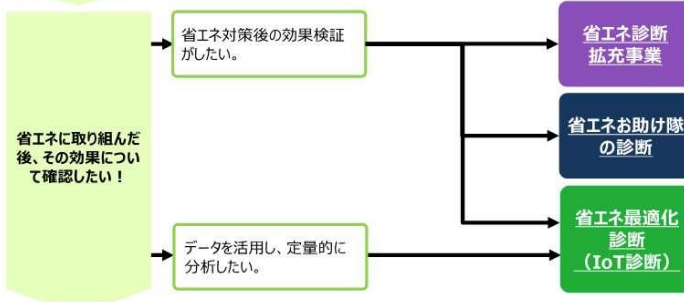 省エネに取り組んだ
後、その効果につい
て確認したい！
省エネ対策後の効果検証
がしたい。
データを活用し、定量的に
分析したい。
省エネ診断
拡充事業
省エネお助け隊
の診断
省エネ最適化
診断
（IoT診断）